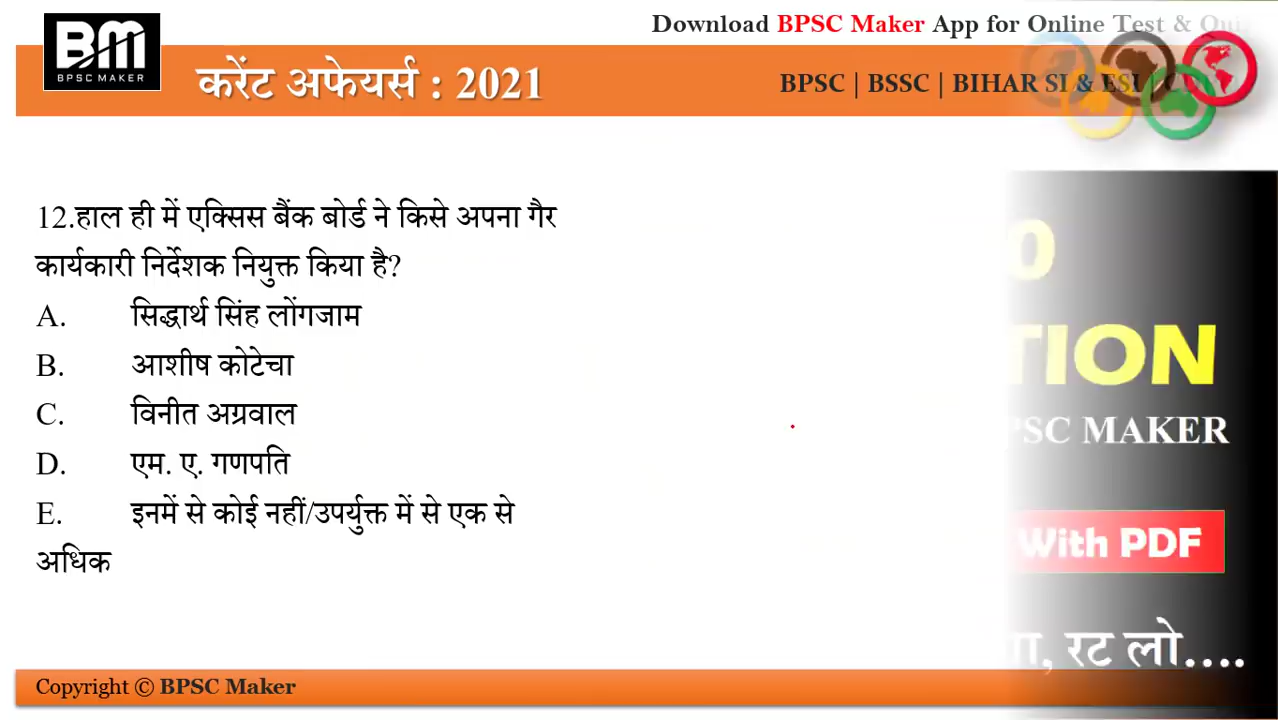 Download BPSC Maker App for Online Test &
BM
BPSC MAKER
करेंट अफेयर्स : 2021
BPSC | BSSC | BIHAR SI & ESI |
12.हाल ही में एक्सिस बैंक बोर्ड ने किसे अपना गैर
कार्यकारी निर्देशक नियुक्त किया है?
A. सिद्धार्थ सिंह लोंगजाम
B. आशीष कोटेचा
C. विनीत अग्रवाल
D. एम. ए. गणपति
E. इनमें से कोई नहीं/उपर्युक्त में से एक से
अधिक
0
TION
PSC MAKER
With PDF
रट लो....
Copyright © BPSC Maker